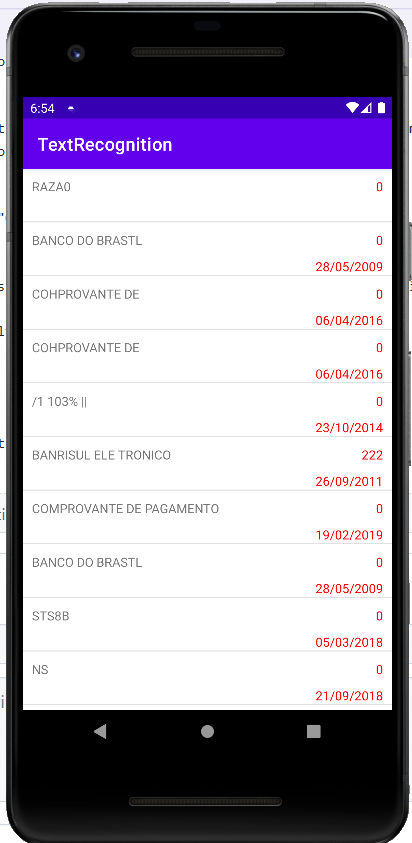 6:54
TextRecognition
RAZA0 0
BANCO DO BRASTL 0
28/05/2009
COHPROVANTE DE 0
06/04/2016
COHPROVANTE DE 0
06/04/2016
/1 103% || 0
23/10/2014
BANRISUL ELE TRONICO 222
26/09/2011
COMPROVANTE DE PAGAMENTO 0
19/02/2019
BANCO DO BRASTL 0
28/05/2009
STS8B 0
05/03/2018
NS 0
21/09/2018